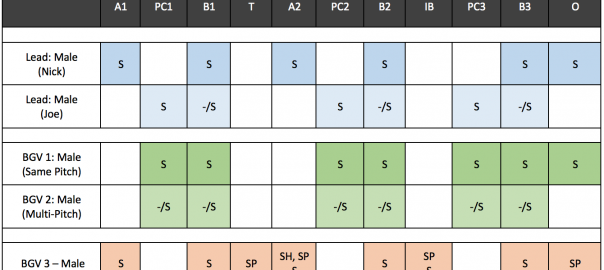 A1 PC1 B1 T A2 PC2 B2 IB PC3 B3 O
Lead: Male
(Nick) S S S S S S
Lead: Male
(Joe) S -/S S -/S S -/S
BGV 1: Male
(Same Pitch) S S S S S S S
BGV 2: Male
(Multi-Pitch) -/S -/S -/S -/S -/S -/S
SH, SP SP
BGV 3 – Male S S SP S S S SP